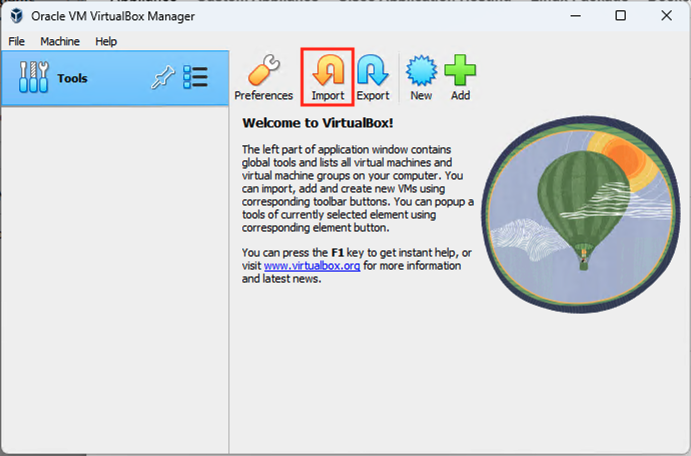 Oracle VM VirtualBox Manager
File Machine Help
Tools
Preferences Import Export New Add
Welcome to VirtualBox!
The left part of application window contains
global tools and lists all virtual machines and
virtual machine groups on your computer. You
can import, add and create new VMs using
corresponding toolbar buttons. You can popup a
tools of currently selected element using
corresponding element button.
You can press the F1 key to get instant help, or
visit www.virtualbox.org for more information
and latest news.